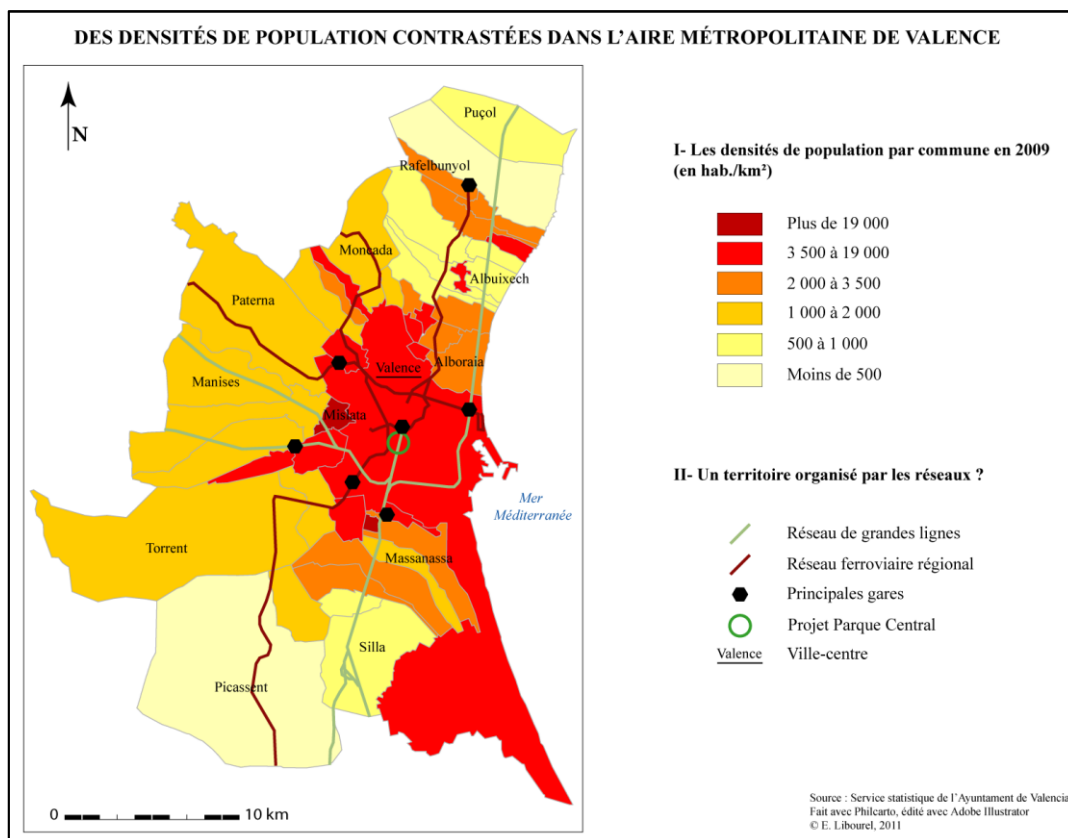 DES DENSITÉS DE POPULATION CONTRASTÉES DANS L'AIRE MÉTROPOLITAINE DE VALENCE
N
Puçol
Rafelbunyol
Moncada
Albuixech
Paterna
Alboraia
Valence
Manises
Mislata
Mer
Méditerranée
Torrent
Massanassa
Silla
Picassent
0 10 km
I- Les densités de population par commune en 2009
(en hab./km²)
Plus de 19 000
3 500 à 19 000
2 000 à 3 500
1 000 à 2 000
500 à 1 000
Moins de 500
II- Un territoire organisé par les réseaux ?
Réseau de grandes lignes
Réseau ferroviaire régional
Principales gares
Projet Parque Central
Valence Ville-centre
Source : Service statistique de l'Ayuntament de Valencia
Fait avec Philcarto, édité avec Adobe Illustrator
© E. Libourel, 2011